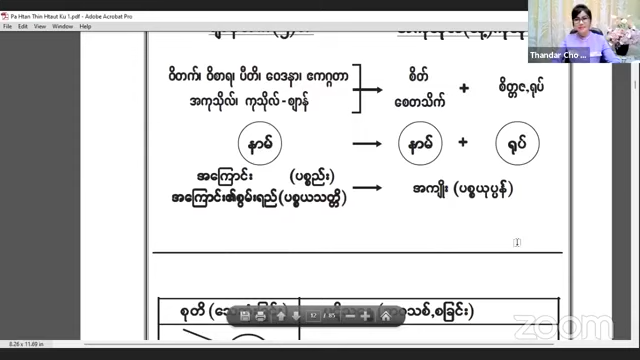 Pa Htan Thin Htaut Ku 1.pdf - Adobe Acrobat Pro
File Edit View Window Help
Thandar Cho ...
ဝိတက်၊ ဝိစာရ၊ ပီတိ၊ ဝေဒနာ၊ ဧကဂ္ဂတာ
အကုသိုလ်၊ ကုသိုလ် - ဈာန်
စိတ်
စေတသိက်
+
စိတ္တဇ,ရုပ်
နာမ်
နာမ်
+
ရုပ်
အကြောင်း (ပစ္စည်း)
အကြောင်း၏စွမ်းရည်(ပစ္စယသတ္တိ)
အကျိုး (ပစ္စယုပ္ပန်)
စုတိ
8.26 x 11.69 in
zoom